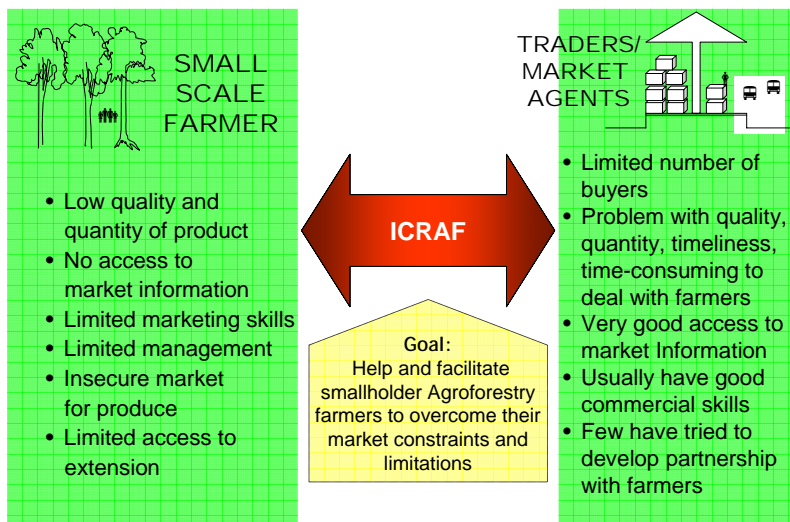 SMALL
SCALE
FARMER
• Low quality and
quantity of product
• No access to
market information
• Limited marketing skills
• Limited management
• Insecure market
for produce
• Limited access to
extension
ICRAF
Goal:
Help and facilitate
smallholder Agroforestry
farmers to overcome their
market constraints and
limitations
TRADERS/
MARKET
AGENTS
• Limited number of
buyers
• Problem with quality,
quantity, timeliness,
time-consuming to
deal with farmers
• Very good access to
market Information
• Usually have good
commercial skills
• Few have tried to
develop partnership
with farmers